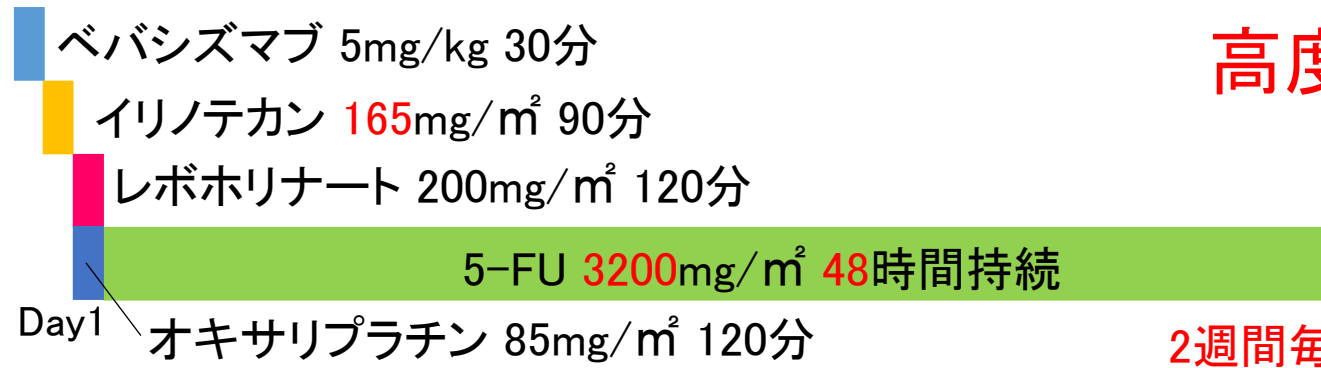 ベバシズマブ 5mg/kg 30分
高
イリノテカン 165mg/㎡ 90分
レボホリナート 200mg/㎡ 120分
5-FU 3200mg/㎡ 48時間持続
Day1
オキサリプラチン 85mg/㎡ 120分
2週間毎